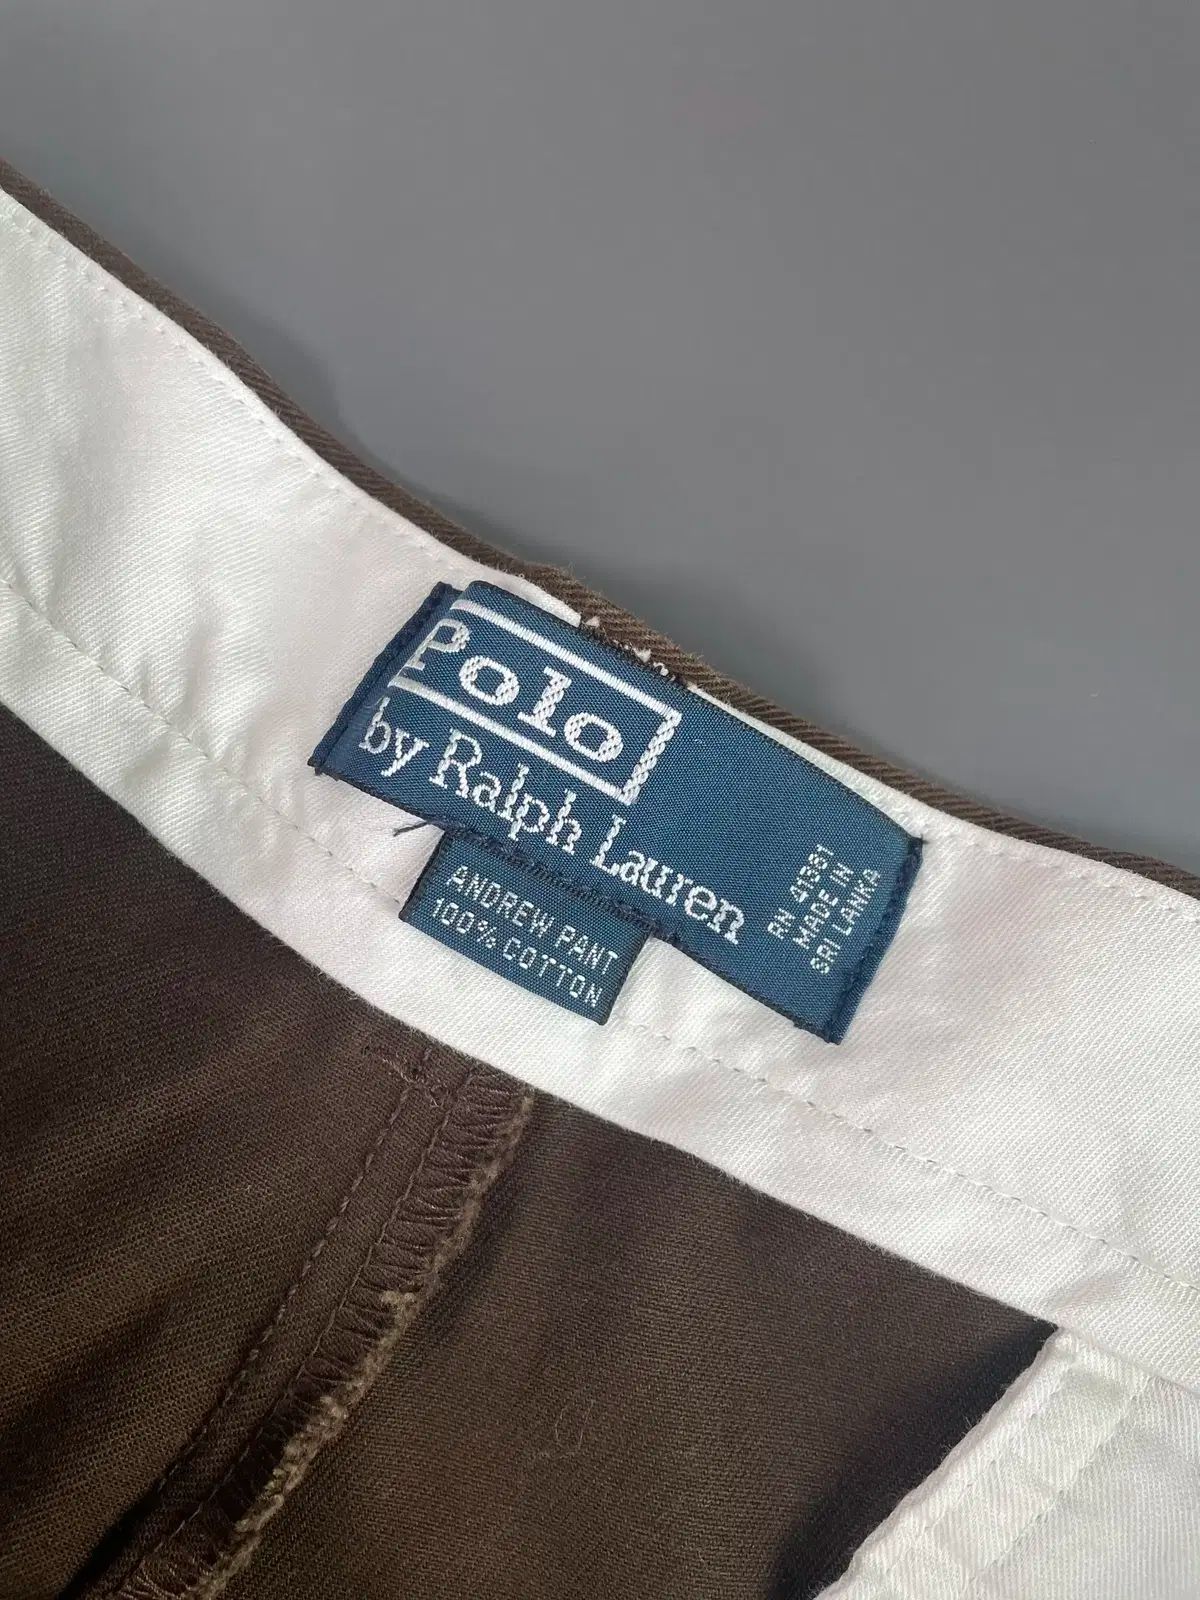 Polo
by Ralph Lauren
RN 41381
MADE IN
SRI LANKA
ANDREW PANT
100% COTTON